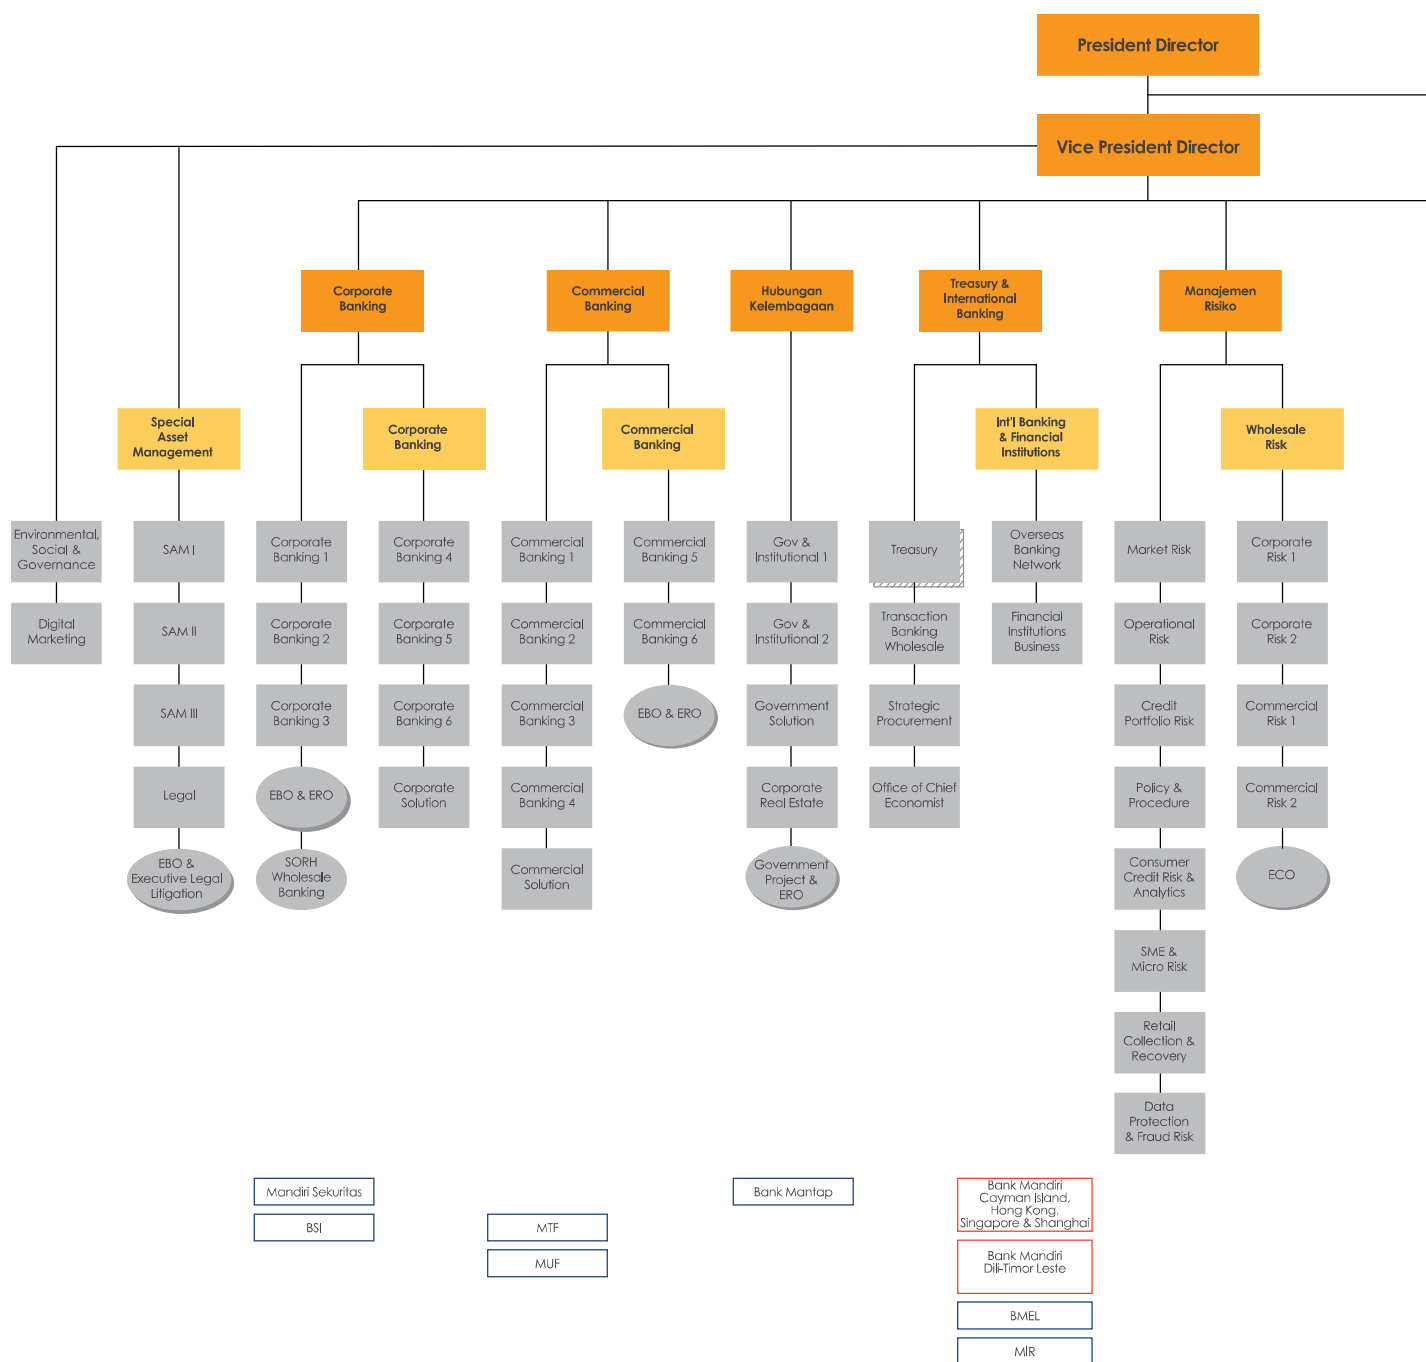 President Director
Vice President Director
Corporate
Banking
Commercial
Banking
Hubungan
Kelembagaan
Treasury &
International
Banking
Manajemen
Risiko
Special
Asset
Management
Corporate
Banking
Commercial
Banking
Int'l Banking
& Financial
Institutions
Wholesale
Risk
Environmental,
Social &
Governance
Digital
Marketing
SAM I
SAM II
SAM III
Legal
EBO &
Executive Legal
Litigation
Corporate
Banking 1
Corporate
Banking 2
Corporate
Banking 3
EBO & ERO
SORH
Wholesale
Banking
Corporate
Banking 4
Corporate
Banking 5
Corporate
Banking 6
Corporate
Solution
Commercial
Banking 1
Commercial
Banking 2
Commercial
Banking 3
Commercial
Banking 4
Commercial
Solution
Commercial
Banking 5
Commercial
Banking 6
EBO & ERO
Gov &
Institutional 1
Gov &
Institutional 2
Government
Solution
Corporate
Real Estate
Government
Project &
ERO
Treasury
Transaction
Banking
Wholesale
Strategic
Procurement
Office of Chief
Economist
Overseas
Banking
Network
Financial
Institutions
Business
Market Risk
Operational
Risk
Credit
Portfolio Risk
Policy &
Procedure
Consumer
Credit Risk &
Analytics
SME &
Micro Risk
Retail
Collection &
Recovery
Data
Protection
& Fraud Risk
Corporate
Risk 1
Corporate
Risk 2
Commercial
Risk 1
Commercial
Risk 2
ECO
Mandiri Sekuritas
BSI
MTF
MUF
Bank Mantap
Bank Mandiri
Cayman Island,
Hong Kong,
Singapore & Shanghai
Bank Mandiri
Dili-Timor Leste
BMEL
MIR